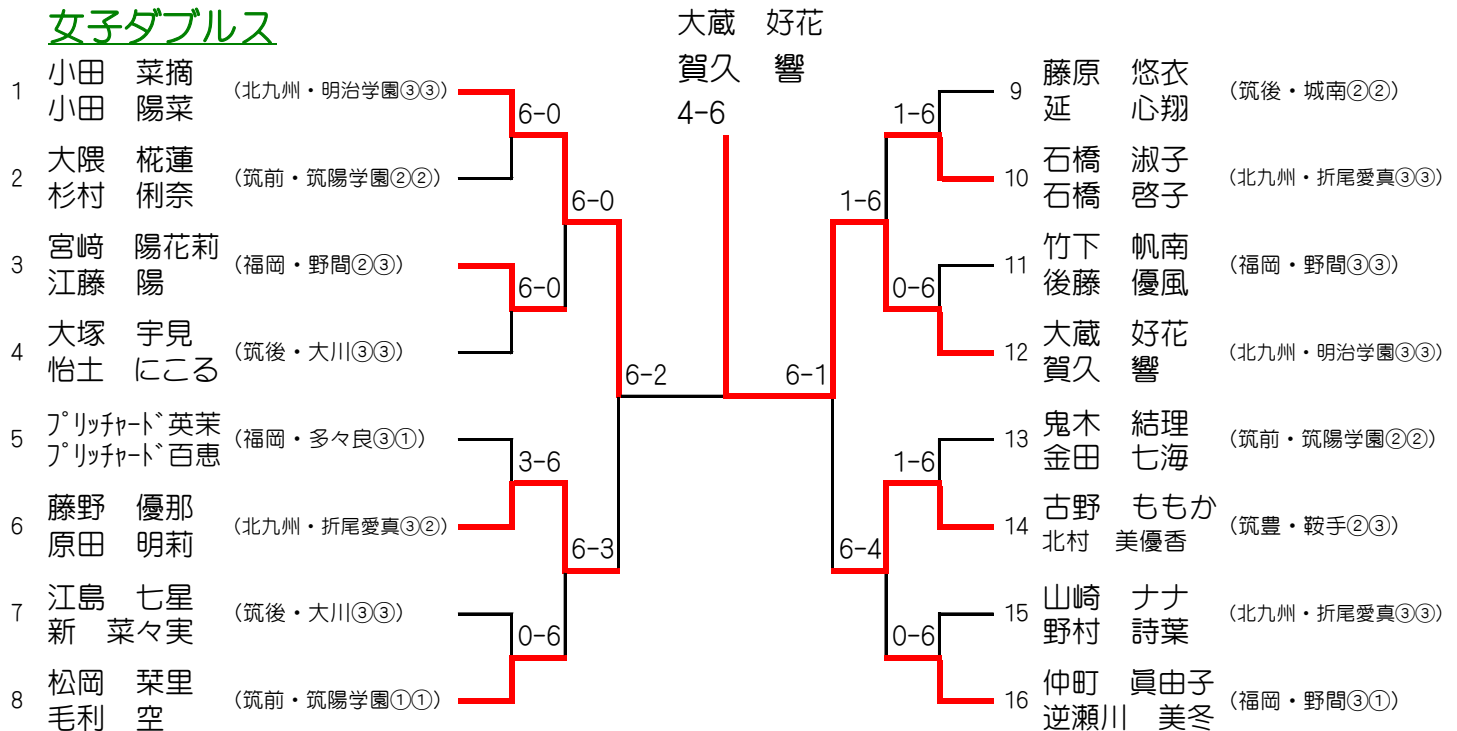 女子ダブルス
大蔵　好花
賀久　響
4-6
1 小田　菜摘 (北九州・明治学園③③)
小田　陽菜
6-0
2 大隈　椛蓮 (筑前・筑陽学園②②)
杉村　俐奈
6-0
3 宮﨑　陽花莉 (福岡・野間②③)
江藤　陽
6-0
4 大塚　宇見 (筑後・大川③③)
怡土　にこる
6-2
5 プリッチャード英茉 (福岡・多々良③①)
プリッチャード百恵
3-6
6 藤野　優那 (北九州・折尾愛真③②)
原田　明莉
6-3
7 江島　七星 (筑後・大川③③)
新　菜々実
0-6
8 松岡　栞里 (筑前・筑陽学園①①)
毛利　空
9 藤原　悠衣 (筑後・城南②②)
延　心翔
1-6
10 石橋　淑子 (北九州・折尾愛真③③)
石橋　啓子
1-6
11 竹下　帆南 (福岡・野間③③)
後藤　優風
0-6
12 大蔵　好花 (北九州・明治学園③③)
賀久　響
6-1
13 鬼木　結理 (筑前・筑陽学園②②)
金田　七海
1-6
14 古野　ももか (筑豊・鞍手②③)
北村　美優香
6-4
15 山崎　ナナ (北九州・折尾愛真③③)
野村　詩葉
0-6
16 仲町　眞由子 (福岡・野間③①)
逆瀬川　美冬